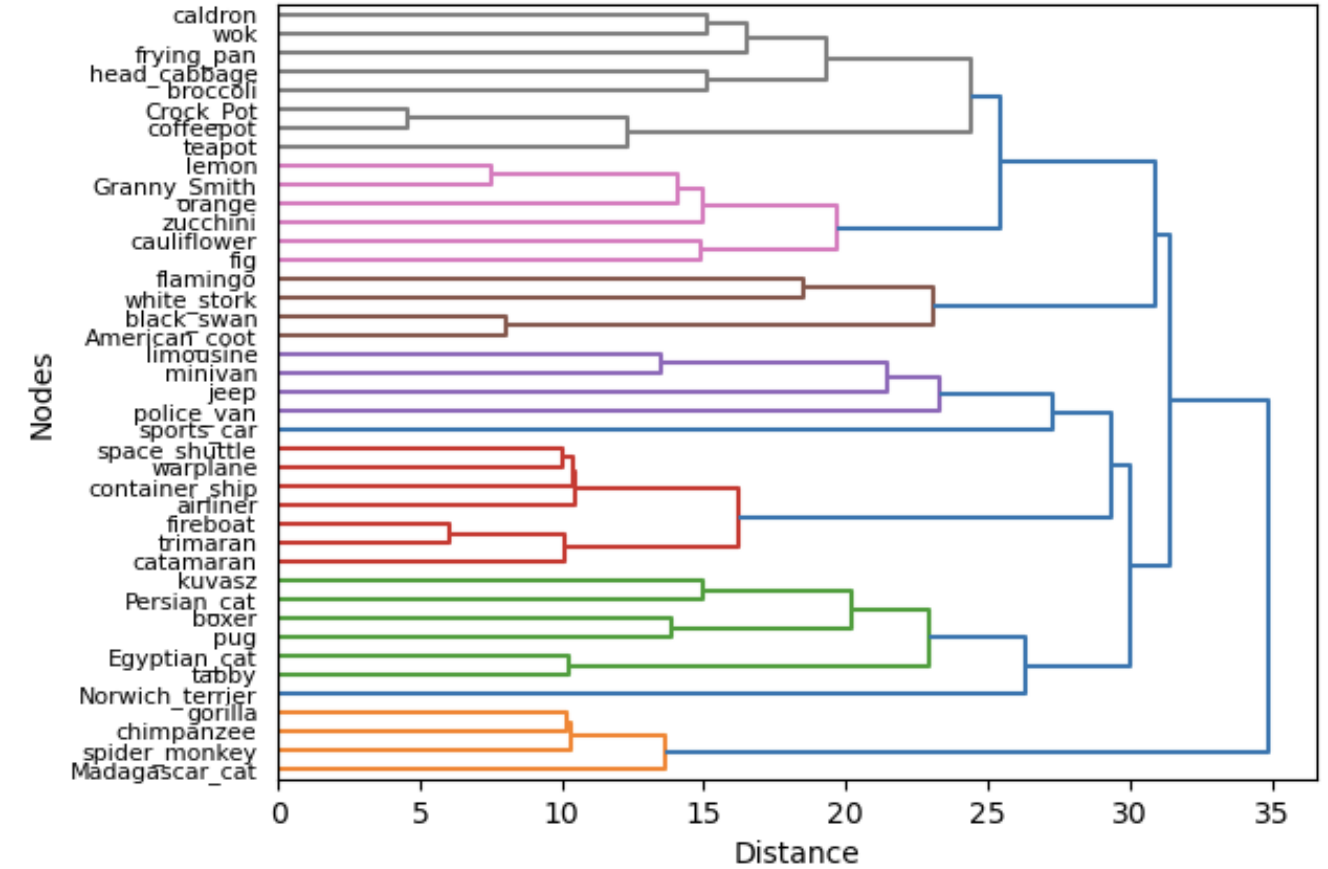 caldron
wok
frying_pan
head_cabbage
broccoli
Crock_Pot
coffeepot
teapot
lemon
Granny_Smith
orange
zucchini
cauliflower
fig
flamingo
white_stork
black_swan
American_coot
limousine
minivan
jeep
police_van
sports_car
space_shuttle
warplane
container_ship
airliner
fireboat
trimaran
catamaran
kuvasz
Persian_cat
boxer
pug
Egyptian_cat
tabby
Norwich_terrier
gorilla
chimpanzee
spider_monkey
Madagascar_cat
Nodes
0 5 10 15 20 25 30 35
Distance